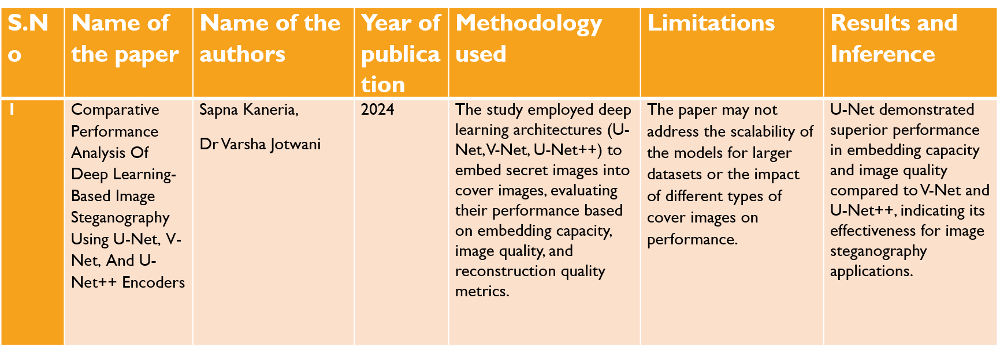 S.N
o
Name of
the paper
Name of the
authors
Year of
publica
tion
Methodology
used
Limitations
Results and
Inference
1
Comparative
Performance
Analysis Of
Deep Learning-
Based Image
Steganography
Using U-Net, V-
Net, And U-
Net++ Encoders
Sapna Kaneria,
Dr Varsha Jotwani
2024
The study employed deep
learning architectures (U-
Net, V-Net, U-Net++) to
embed secret images into
cover images, evaluating
their performance based
on embedding capacity,
image quality, and
reconstruction quality
metrics.
The paper may not
address the scalability of
the models for larger
datasets or the impact
of different types of
cover images on
performance.
U-Net demonstrated
superior performance
in embedding capacity
and image quality
compared to V-Net and
U-Net++, indicating its
effectiveness for image
steganography
applications.